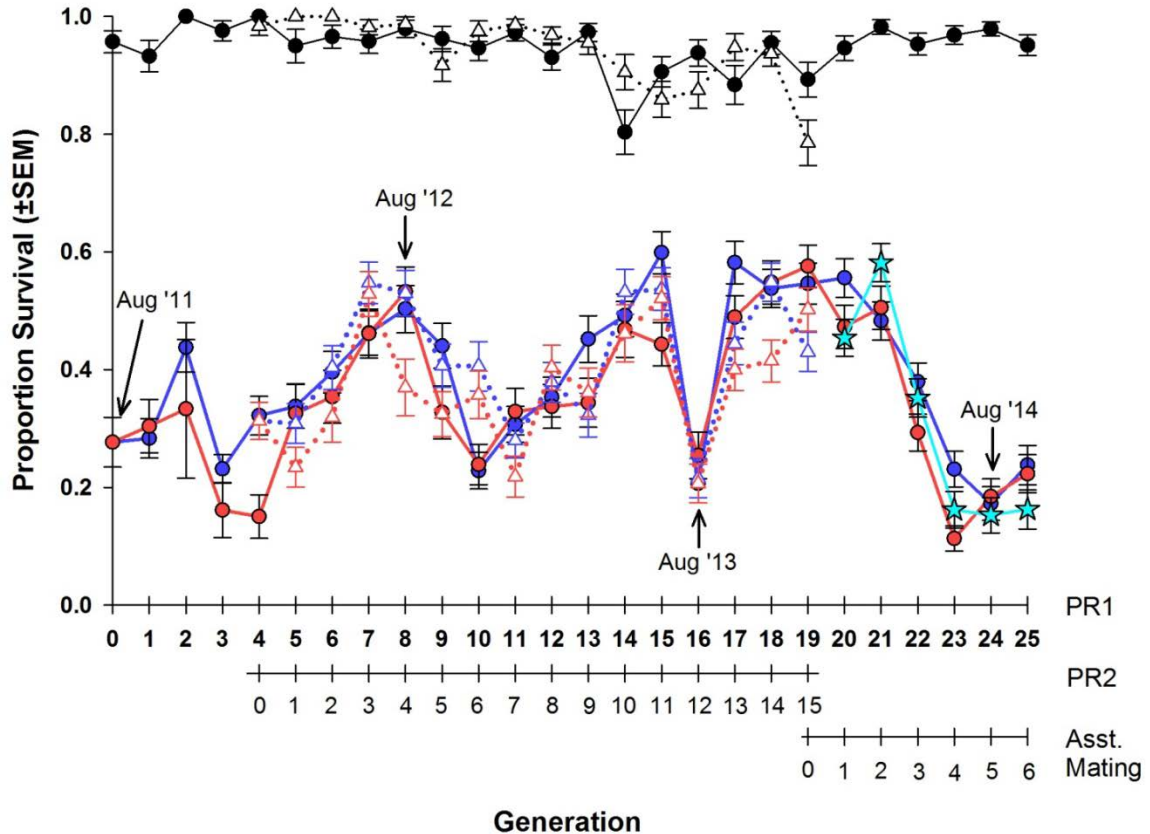 Proportion Survival (±SEM)
1.0
0.8
0.6
0.4
0.2
0.0
Aug '11
Aug '12
Aug '13
Aug '14
0 1 2 3 4 5 6 7 8 9 10 11 12 13 14 15 16 17 18 19 20 21 22 23 24 25 PR1
0 1 2 3 4 5 6 7 8 9 10 11 12 13 14 15 PR2
0 1 2 3 4 5 6 Asst.
Mating
Generation